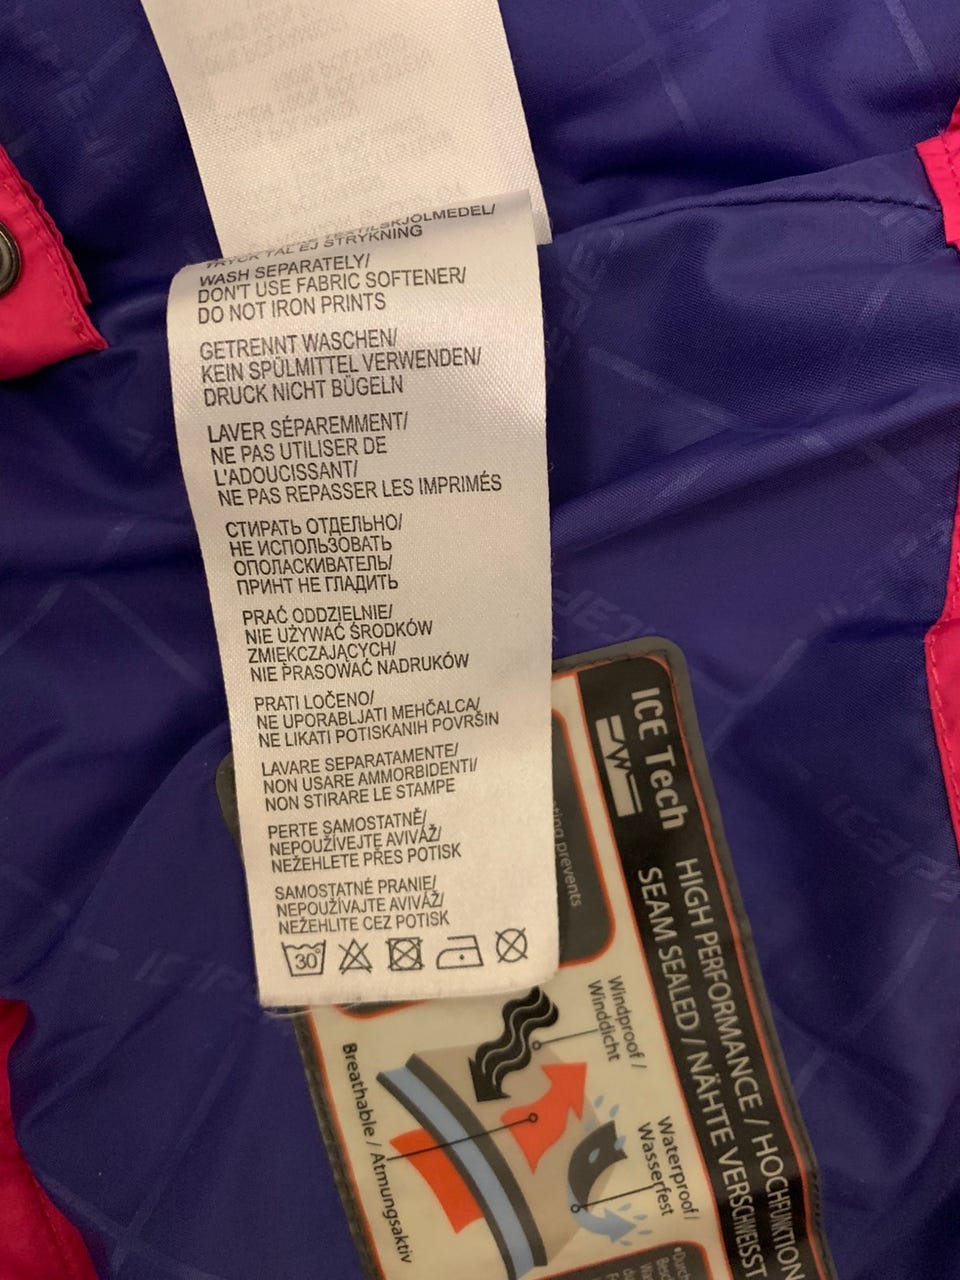 TEXTILSKJÖLMEDEL/
TRYCK TÅL EJ STRYKNING
WASH SEPARATELY/
DON'T USE FABRIC SOFTENER/
DO NOT IRON PRINTS
GETRENNT WASCHEN/
KEIN SPÜLMITTEL VERWENDEN/
DRUCK NICHT BÜGELN
LAVER SÉPAREMMENT/
NE PAS UTILISER DE
L'ADOUCISSANT/
NE PAS REPASSER LES IMPRIMÉS
СТИРАТЬ ОТДЕЛЬНО/
НЕ ИСПОЛЬЗОВАТЬ
ОПОЛАСКИВАТЕЛЬ/
ПРИНТ НЕ ГЛАДИТЬ
PRAĆ ODDZIELNIE/
NIE UŻYWAĆ ŚRODKÓW
ZMIĘKCZAJĄCYCH/
NIE PRASOWAĆ NADRUKÓW
PRATI LOČENO/
NE UPORABLJATI MEHČALCA/
NE LIKATI POTISKANIH POVRŠIN
LAVARE SEPARATAMENTE/
NON USARE AMMORBIDENTI/
NON STIRARE LE STAMPE
PERTE SAMOSTATNĚ/
NEPOUŽÍVEJTE AVIVÁŽ/
NEŽEHLETE PŘES POTISK
SAMOSTATNÉ PRANIE/
NEPOUŽÍVAJTE AVIVÁŽ/
NEŽEHLITE CEZ POTISK
30°
ICE Tech
HIGH PERFORMANCE / HOCHFUNKTION
SEAM SEALED / NÄHTE VERSCHWEISST
prevents
Windproof /
Winddicht
Waterproof /
Wasserfest
Breathable / Atmungsaktiv